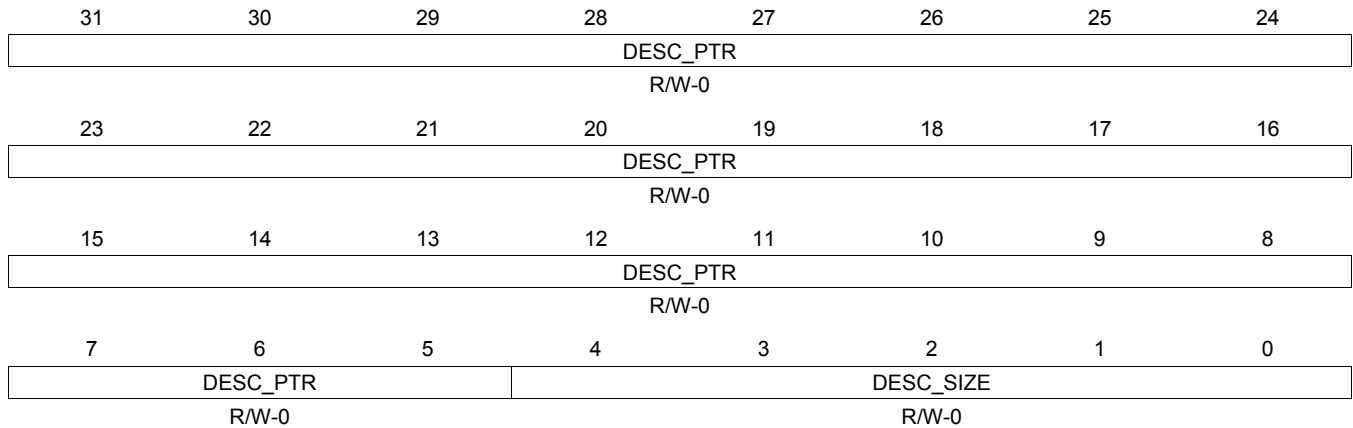 31 30 29 28 27 26 25 24
DESC_PTR
R/W-0
23 22 21 20 19 18 17 16
DESC_PTR
R/W-0
15 14 13 12 11 10 9 8
DESC_PTR
R/W-0
7 6 5 4 3 2 1 0
DESC_PTR DESC_SIZE
R/W-0 R/W-0